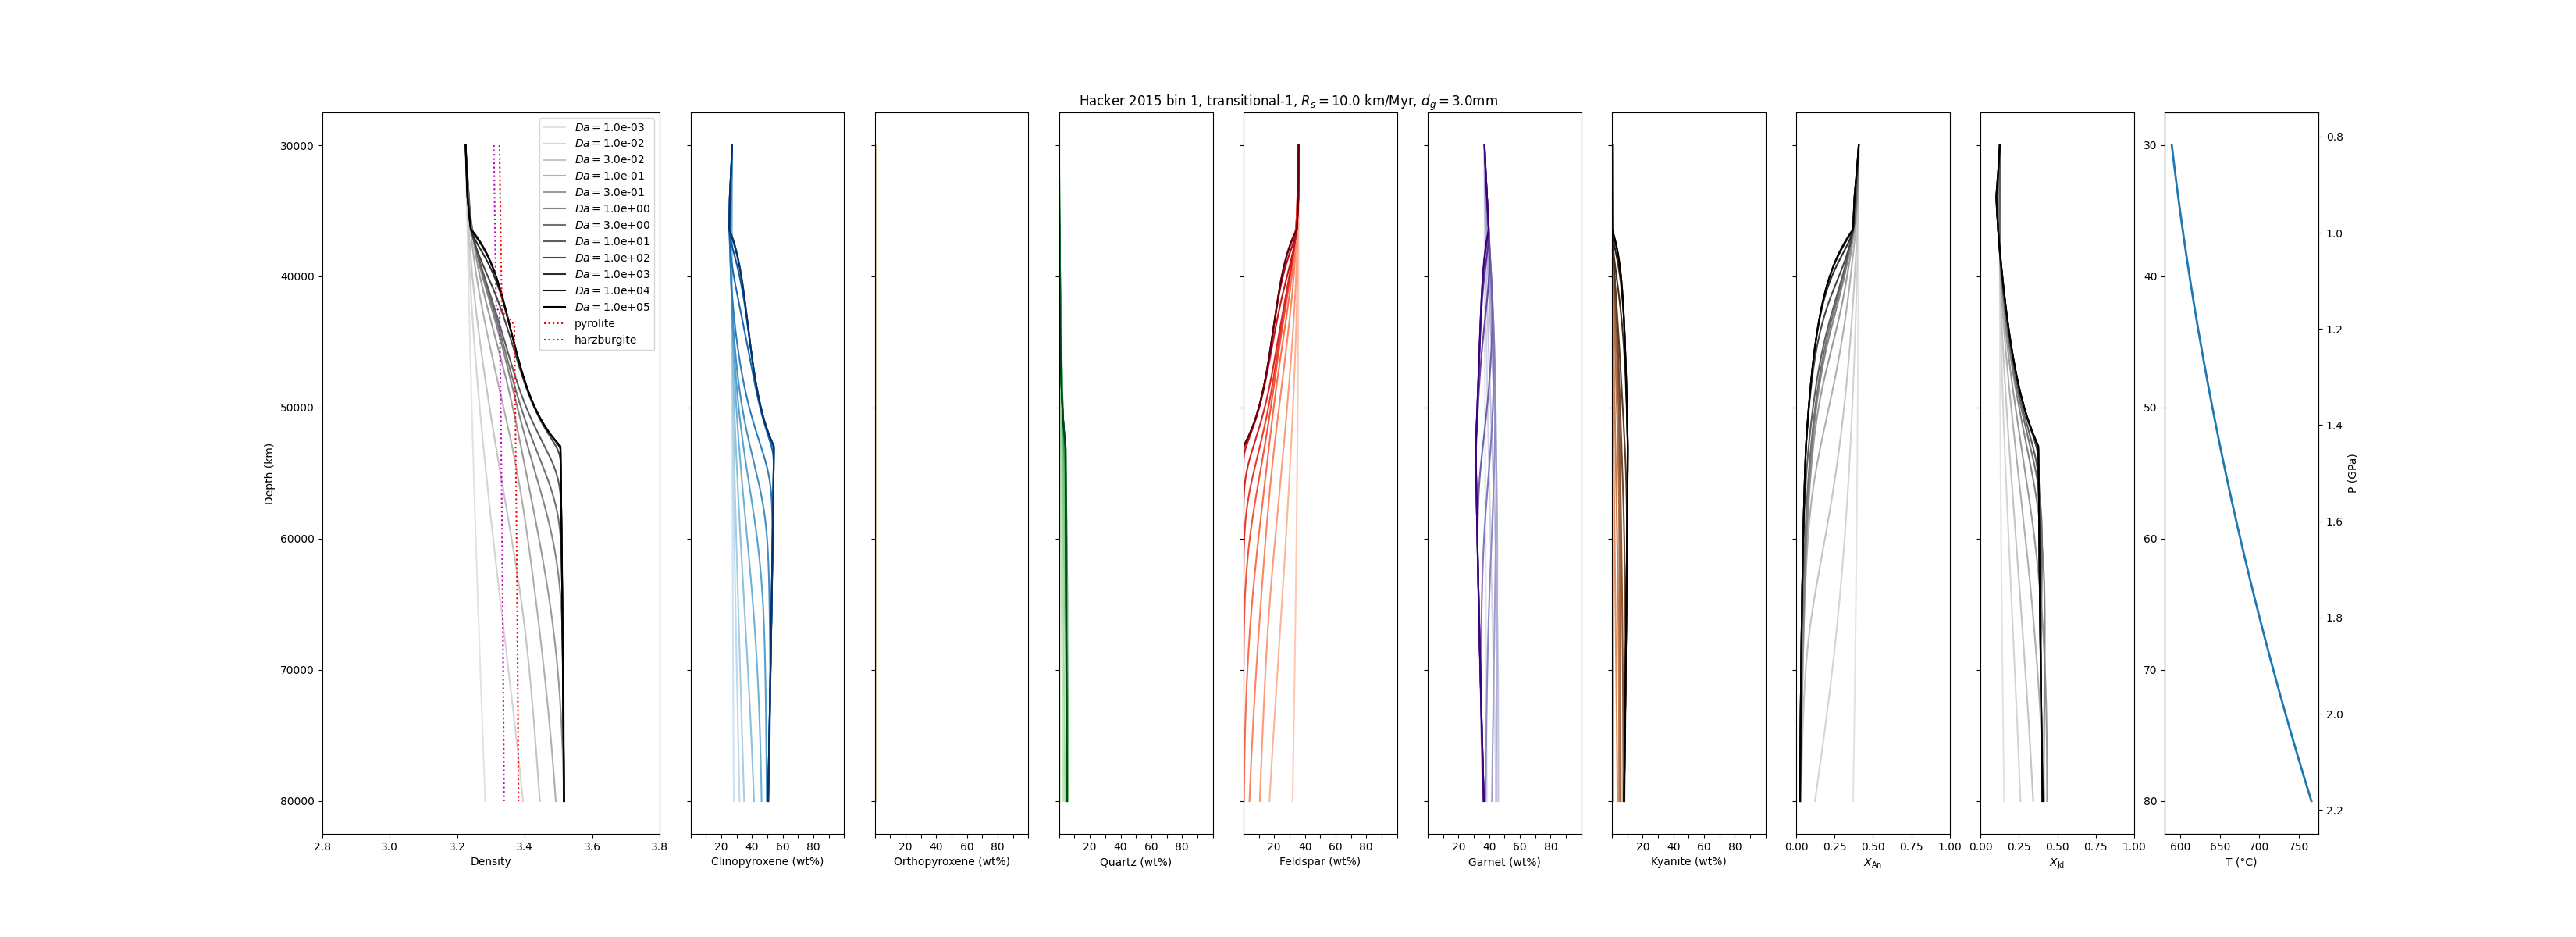 Hacker 2015 bin 1, transitional-1, Rs = 10.0 km/Myr, dg = 3.0mm
Da = 1.0e-03
Da = 1.0e-02
Da = 3.0e-02
Da = 1.0e-01
Da = 3.0e-01
Da = 1.0e+00
Da = 3.0e+00
Da = 1.0e+01
Da = 1.0e+02
Da = 1.0e+03
Da = 1.0e+04
Da = 1.0e+05
pyrolite
harzburgite
Depth (km)
30000
40000
50000
60000
70000
80000
2.8 3.0 3.2 3.4 3.6 3.8
Density
20 40 60 80
Clinopyroxene (wt%)
20 40 60 80
Orthopyroxene (wt%)
20 40 60 80
Quartz (wt%)
20 40 60 80
Feldspar (wt%)
20 40 60 80
Garnet (wt%)
20 40 60 80
Kyanite (wt%)
0.00 0.25 0.50 0.75 1.00
XAn
0.00 0.25 0.50 0.75 1.00
XJd
30
40
50
60
70
80
600 650 700 750
T (°C)
0.8
1.0
1.2
1.4
1.6
1.8
2.0
2.2
P (GPa)